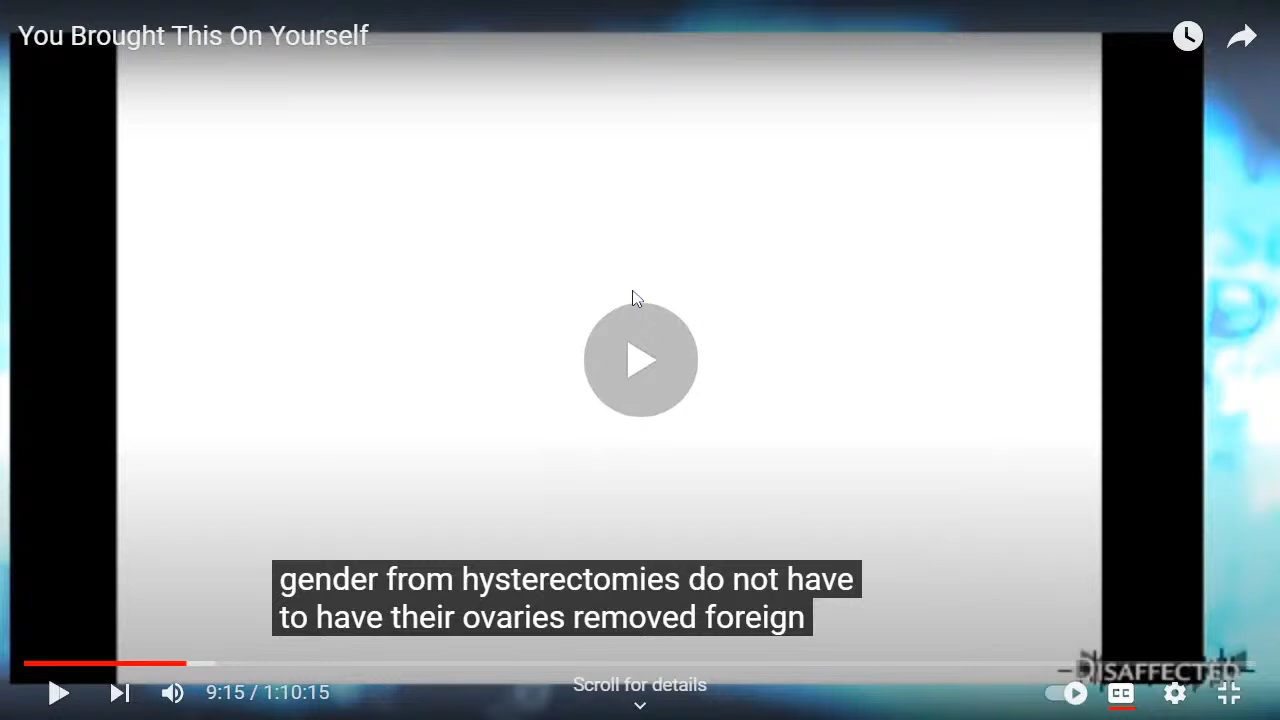 You Brought This On Yourself
gender from hysterectomies do not have
to have their ovaries removed foreign
DISAFFECTED
9:15 / 1:10:15
Scroll for details
CC